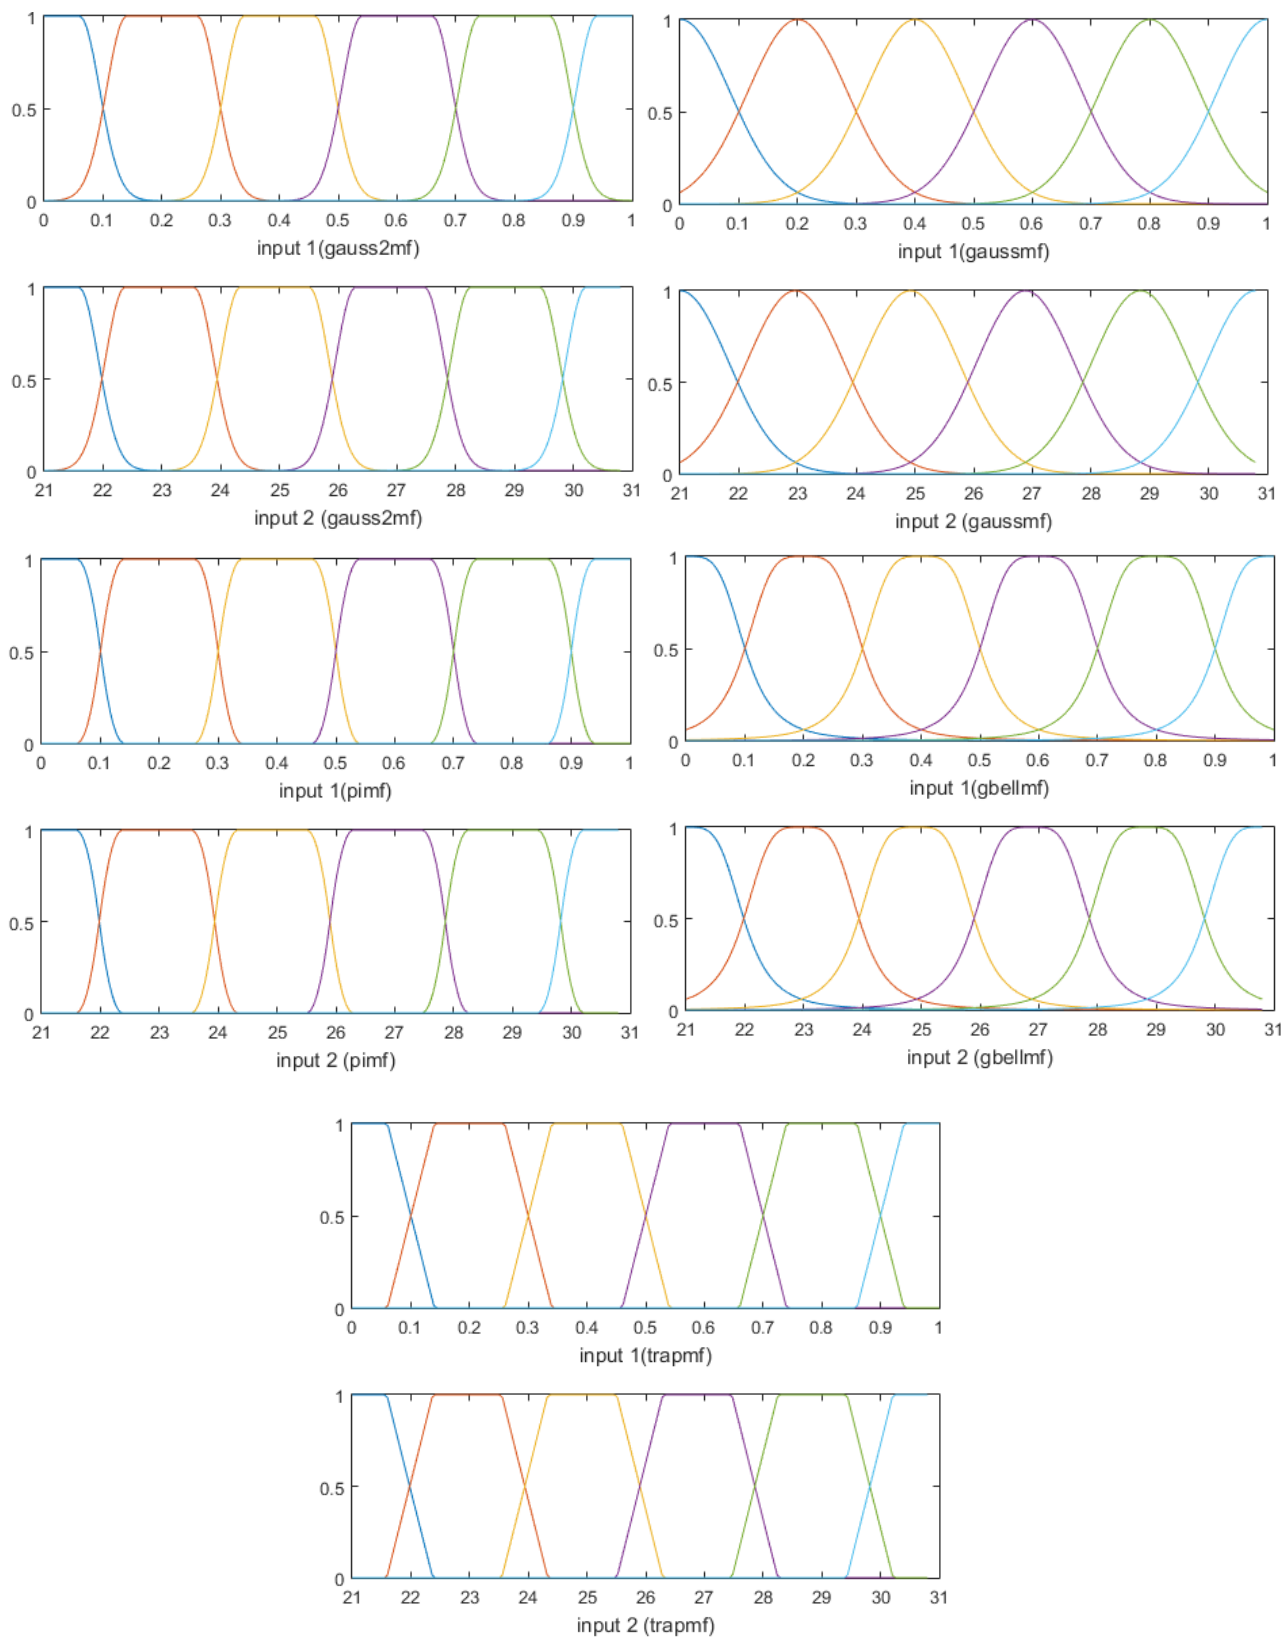 1
0.5
0
0 0.1 0.2 0.3 0.4 0.5 0.6 0.7 0.8 0.9 1
input 1(gauss2mf)
1
0.5
0
0 0.1 0.2 0.3 0.4 0.5 0.6 0.7 0.8 0.9 1
input 1(gaussmf)
1
0.5
0
21 22 23 24 25 26 27 28 29 30 31
input 2 (gauss2mf)
1
0.5
0
21 22 23 24 25 26 27 28 29 30 31
input 2 (gaussmf)
1
0.5
0
0 0.1 0.2 0.3 0.4 0.5 0.6 0.7 0.8 0.9 1
input 1(pimf)
1
0.5
0
0 0.1 0.2 0.3 0.4 0.5 0.6 0.7 0.8 0.9 1
input 1(gbellmf)
1
0.5
0
21 22 23 24 25 26 27 28 29 30 31
input 2 (pimf)
1
0.5
0
21 22 23 24 25 26 27 28 29 30 31
input 2 (gbellmf)
1
0.5
0
0 0.1 0.2 0.3 0.4 0.5 0.6 0.7 0.8 0.9 1
input 1(trapmf)
1
0.5
0
21 22 23 24 25 26 27 28 29 30 31
input 2 (trapmf)